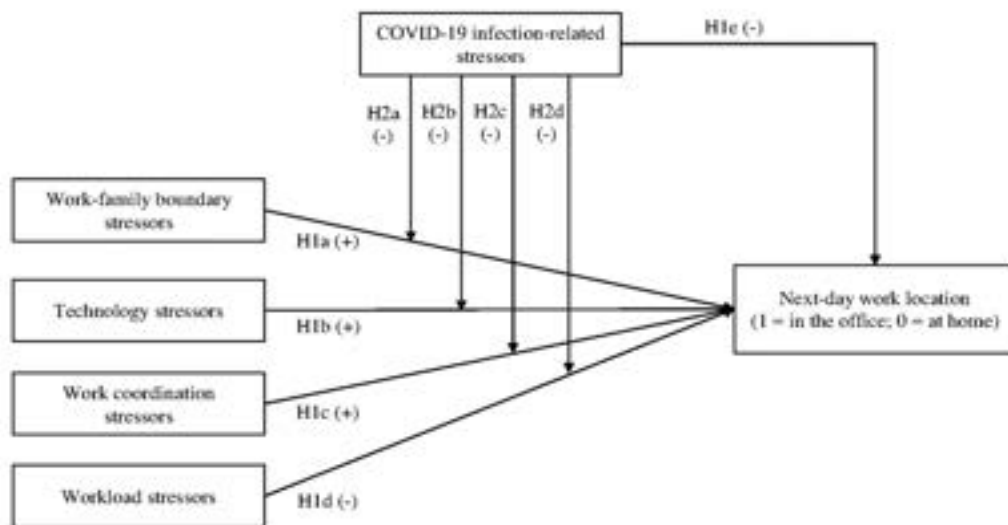 COVID-19 infection-related
stressors
H1e (-)
H2a
(-)
H2b
(-)
H2c
(-)
H2d
(-)
Work-family boundary
stressors
H1a (+)
Technology stressors
H1b (+)
Next-day work location
(1 = in the office; 0 = at home)
Work coordination
stressors
H1c (+)
Workload stressors
H1d (-)